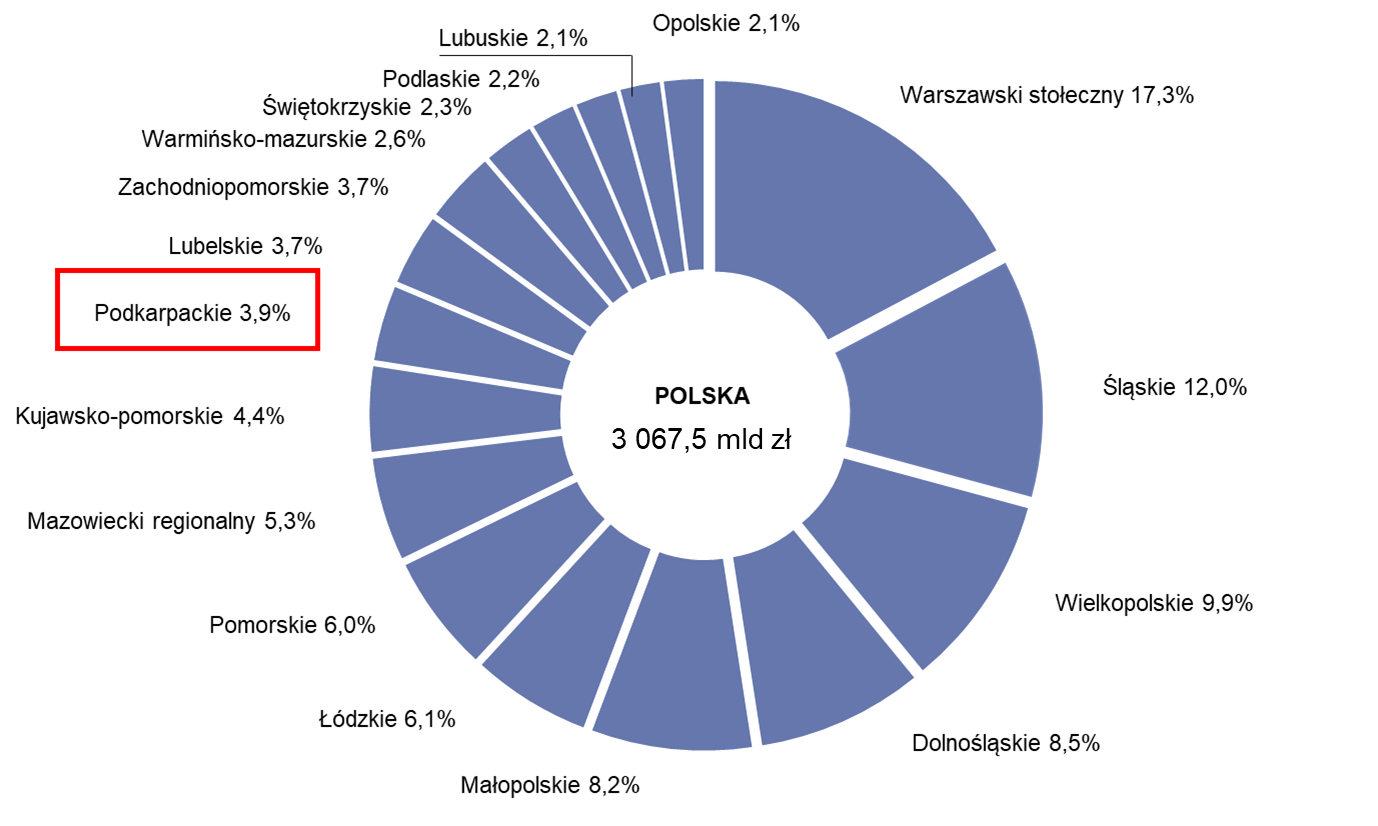 Opolskie 2,1%
Lubuskie 2,1%
Podlaskie 2,2%
Świętokrzyskie 2,3%
Warmińsko-mazurskie 2,6%
Zachodniopomorskie 3,7%
Lubelskie 3,7%
Podkarpackie 3,9%
Kujawsko-pomorskie 4,4%
Mazowiecki regionalny 5,3%
Pomorskie 6,0%
Łódzkie 6,1%
Małopolskie 8,2%
Dolnośląskie 8,5%
Wielkopolskie 9,9%
Śląskie 12,0%
Warszawski stołeczny 17,3%
POLSKA
3 067,5 mld zł